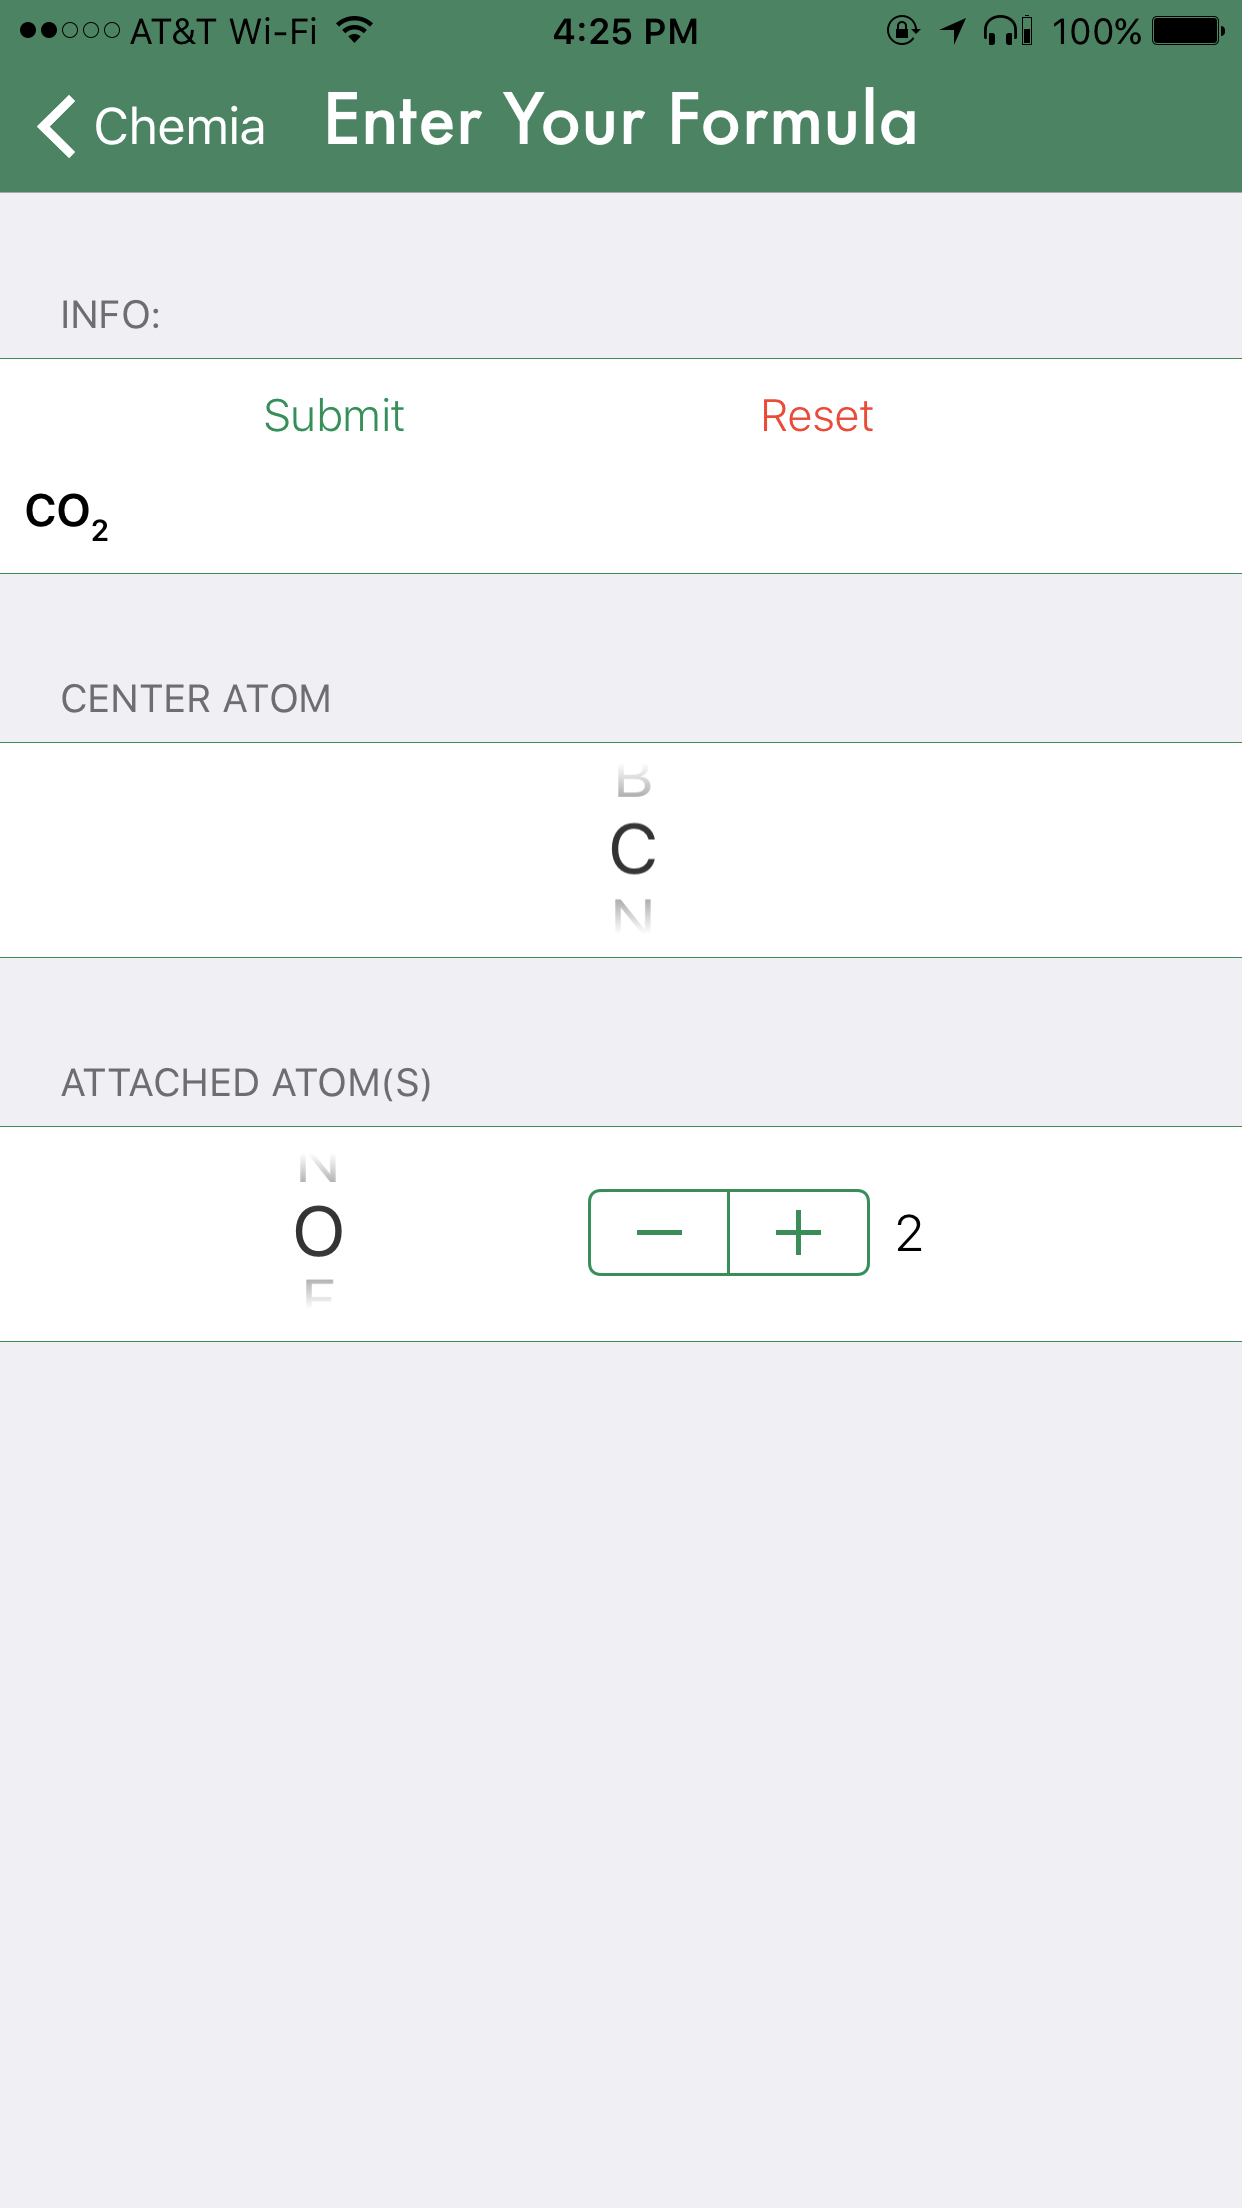 AT&T Wi-Fi 4:25 PM 100%
Chemia Enter Your Formula
INFO:
Submit Reset
CO₂
CENTER ATOM
B
C
N
ATTACHED ATOM(S)
N
O 2
F